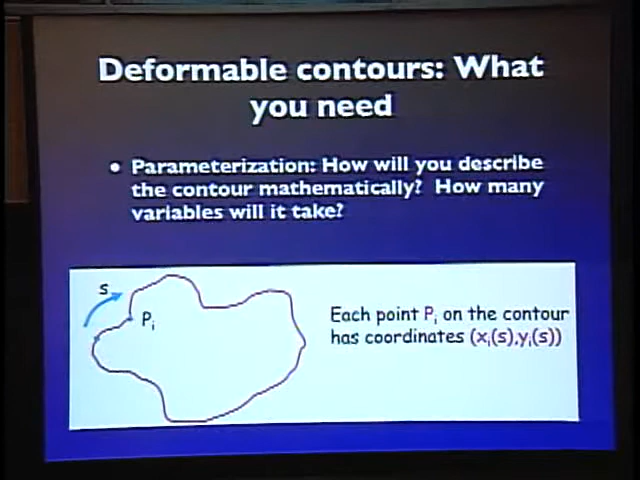 Deformable contours: What
you need
• Parameterization: How will you describe
the contour mathematically? How many
variables will it take?
s
Pi
Each point Pi on the contour
has coordinates (xi(s),yi(s))